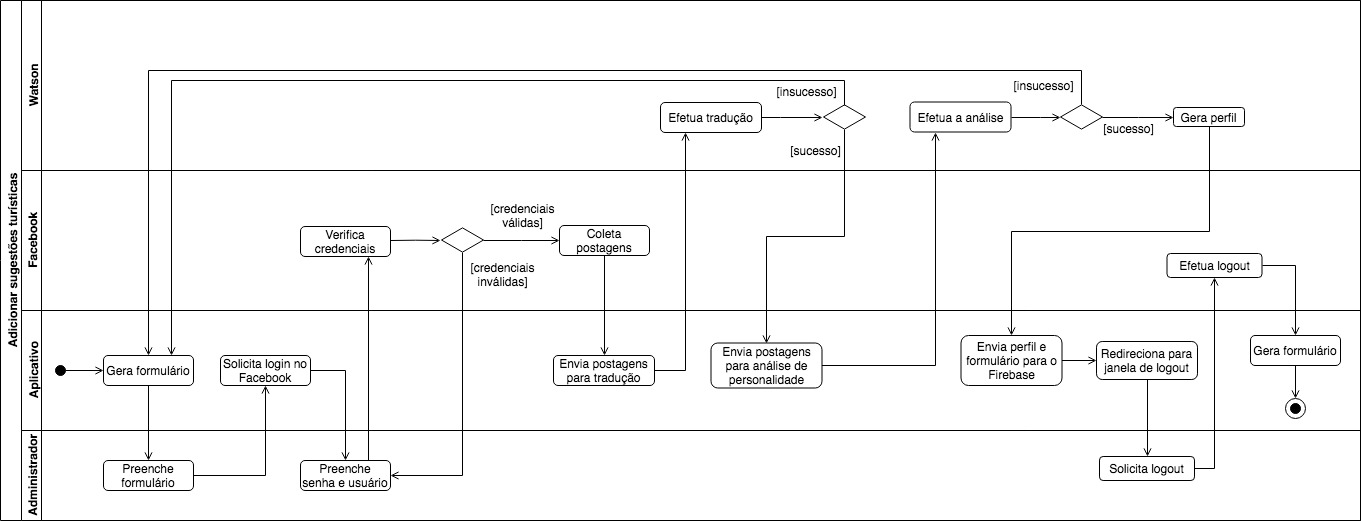 Adicionar sugestões turísticas
Watson
[insucesso]
Efetua tradução
[sucesso]
[insucesso]
Efetua a análise
[sucesso]
Gera perfil
Facebook
Verifica
credenciais
[credenciais
válidas]
[credenciais
inválidas]
Coleta
postagens
Efetua logout
Aplicativo
Gera formulário
Solicita login no
Facebook
Envia postagens
para tradução
Envia postagens
para análise de
personalidade
Envia perfil e
formulário para o
Firebase
Redireciona para
janela de logout
Gera formulário
Administrador
Preenche
formulário
Preenche
senha e usuário
Solicita logout